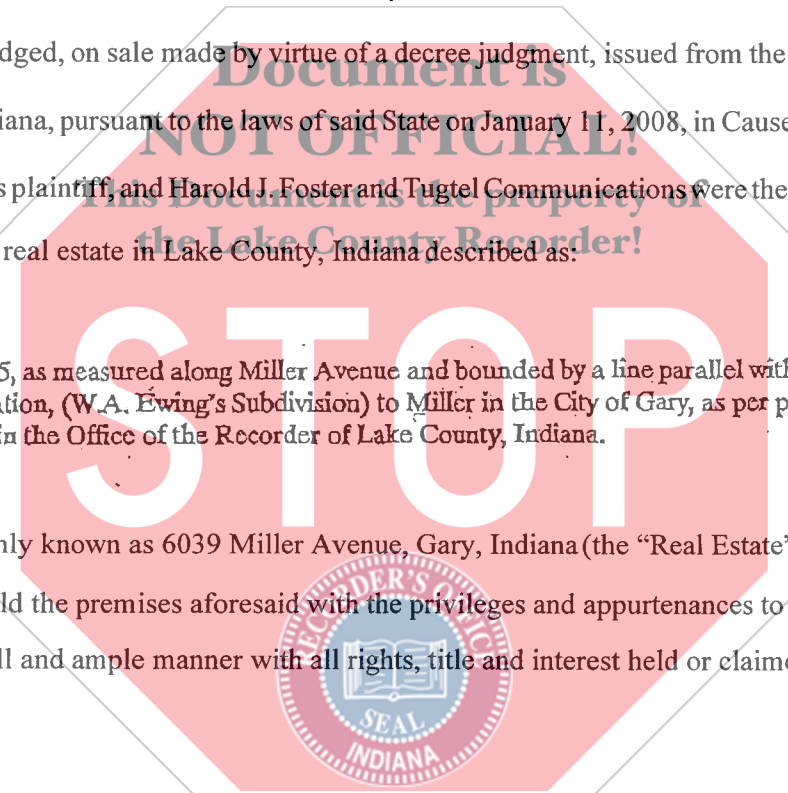 dged, on sale made by virtue of a decree judgment, issued from the
Document is
iana, pursuant to the laws of said State on January 11, 2008, in Cause
NOT OFFICIAL!
s plaintiff, and Harold J. Foster and Tugtel Communications were the
This Document is the property of
the Lake County Recorder!
real estate in Lake County, Indiana described as:
STOP
5, as measured along Miller Avenue and bounded by a line parallel with
ation, (W.A. Ewing's Subdivision) to Miller in the City of Gary, as per p
in the Office of the Recorder of Lake County, Indiana.
nly known as 6039 Miller Avenue, Gary, Indiana (the “Real Estate”
ld the premises aforesaid with the privileges and appurtenances to
ll and ample manner with all rights, title and interest held or claime
RECORDER'S OFFICE
SEAL
INDIANA